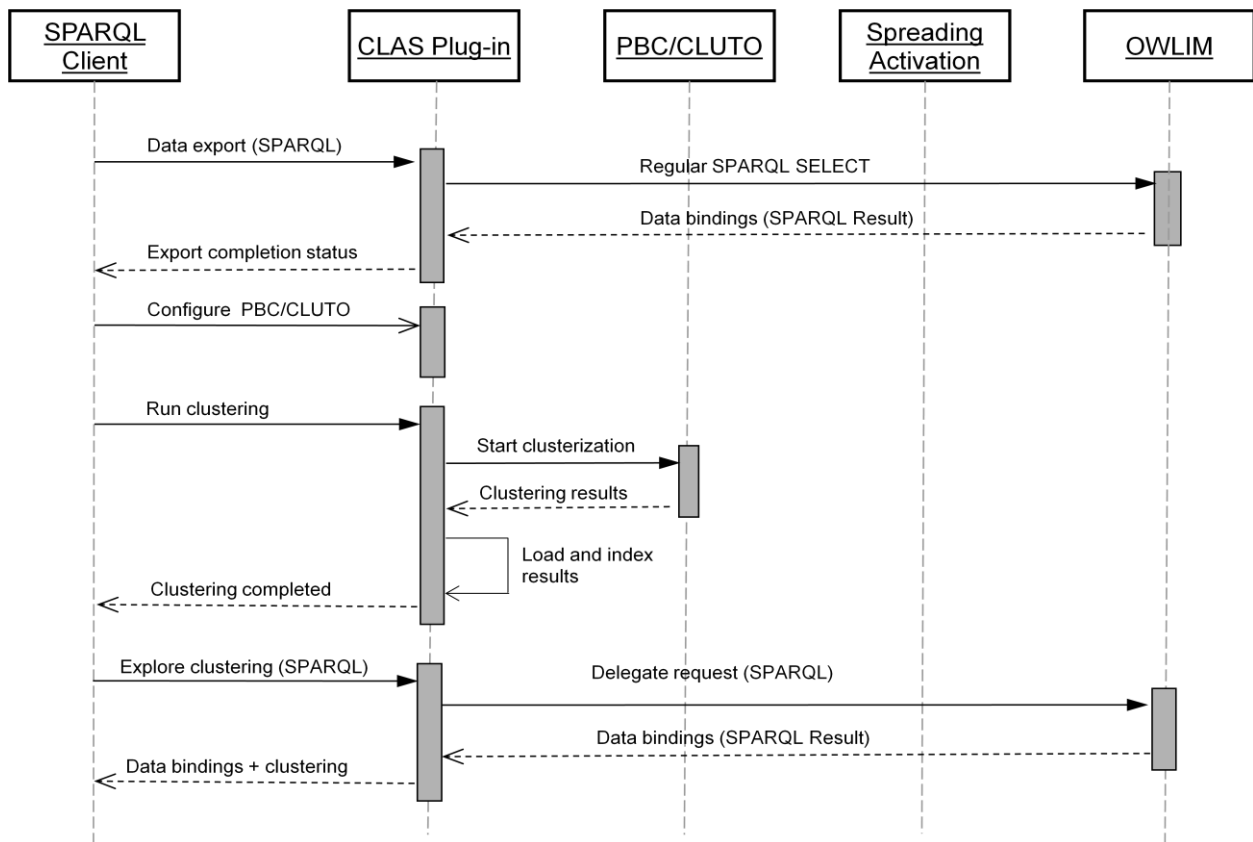 SPARQL
Client
CLAS Plug-in
PBC/CLUTO
Spreading
Activation
OWLIM
Data export (SPARQL)
Regular SPARQL SELECT
Data bindings (SPARQL Result)
Export completion status
Configure PBC/CLUTO
Run clustering
Start clusterization
Clustering results
Load and index
results
Clustering completed
Explore clustering (SPARQL)
Delegate request (SPARQL)
Data bindings (SPARQL Result)
Data bindings + clustering